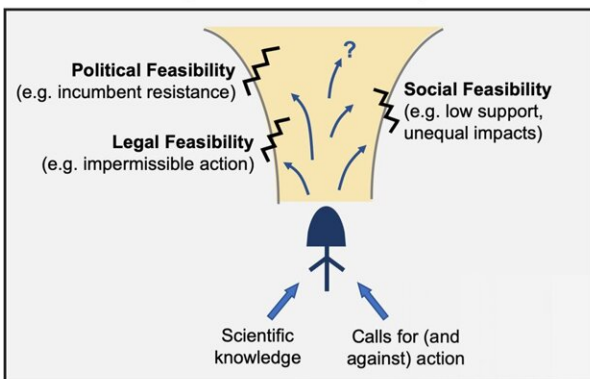 ?
Political Feasibility
(e.g. incumbent resistance)
Social Feasibility
(e.g. low support,
unequal impacts)
Legal Feasibility
(e.g. impermissible action)
Scientific
knowledge
Calls for (and
against) action